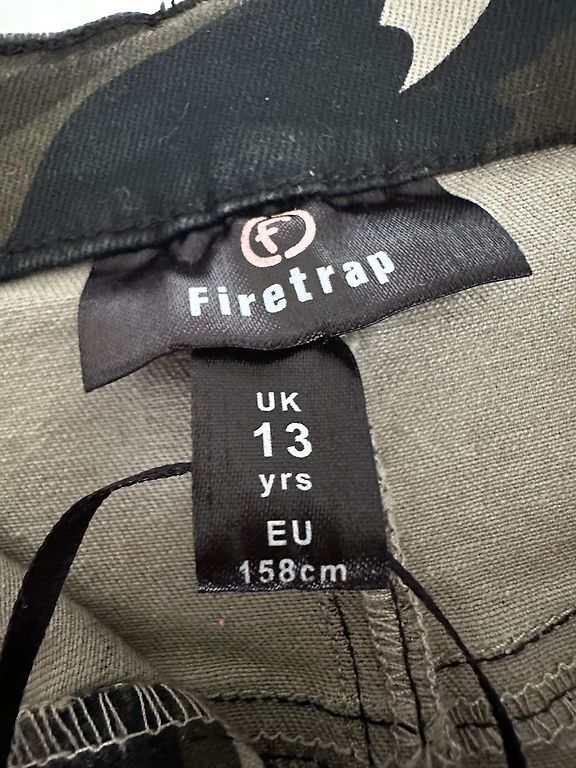 f
Firetrap
UK
13
yrs
EU
158cm